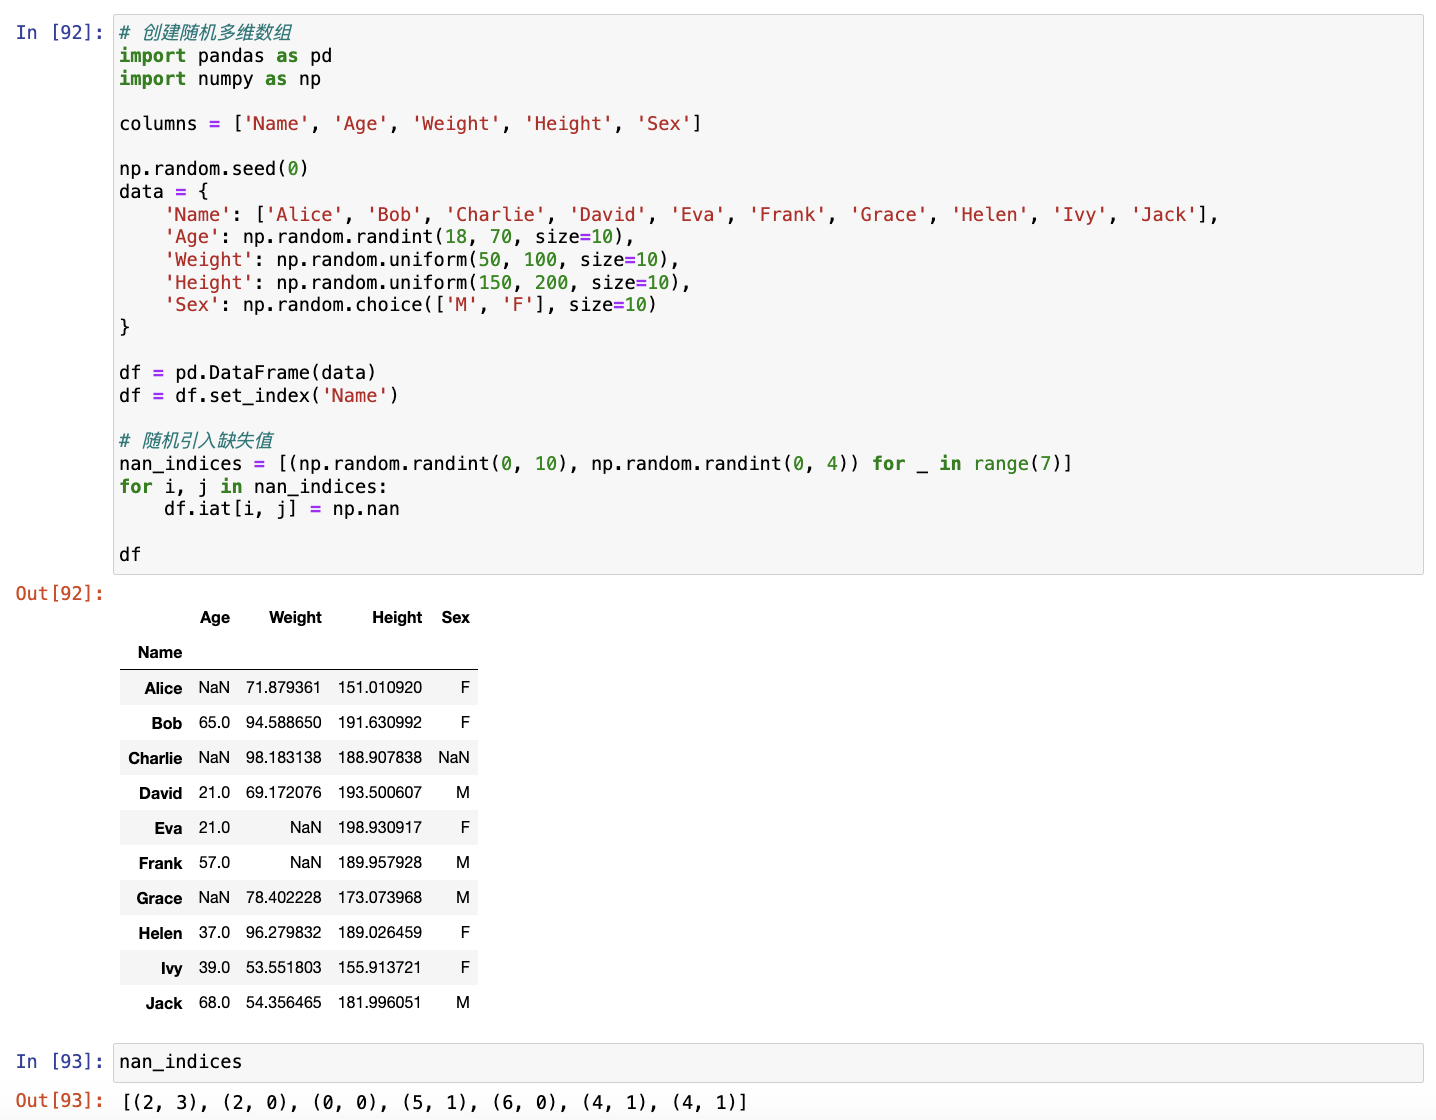 In [92]: # 创建随机多维数组
import pandas as pd
import numpy as np
columns = ['Name', 'Age', 'Weight', 'Height', 'Sex']
np.random.seed(0)
data = {
    'Name': ['Alice', 'Bob', 'Charlie', 'David', 'Eva', 'Frank', 'Grace', 'Helen', 'Ivy', 'Jack'],
    'Age': np.random.randint(18, 70, size=10),
    'Weight': np.random.uniform(50, 100, size=10),
    'Height': np.random.uniform(150, 200, size=10),
    'Sex': np.random.choice(['M', 'F'], size=10)
}
df = pd.DataFrame(data)
df = df.set_index('Name')
# 随机引入缺失值
nan_indices = [(np.random.randint(0, 10), np.random.randint(0, 4)) for _ in range(7)]
for i, j in nan_indices:
    df.iat[i, j] = np.nan
df
Out[92]:
Age Weight Height Sex
Name
Alice NaN 71.879361 151.010920 F
Bob 65.0 94.588650 191.630992 F
Charlie NaN 98.183138 188.907838 NaN
David 21.0 69.172076 193.500607 M
Eva 21.0 NaN 198.930917 F
Frank 57.0 NaN 189.957928 M
Grace NaN 78.402228 173.073968 M
Helen 37.0 96.279832 189.026459 F
Ivy 39.0 53.551803 155.913721 F
Jack 68.0 54.356465 181.996051 M
In [93]: nan_indices
Out[93]: [(2, 3), (2, 0), (0, 0), (5, 1), (6, 0), (4, 1), (4, 1)]